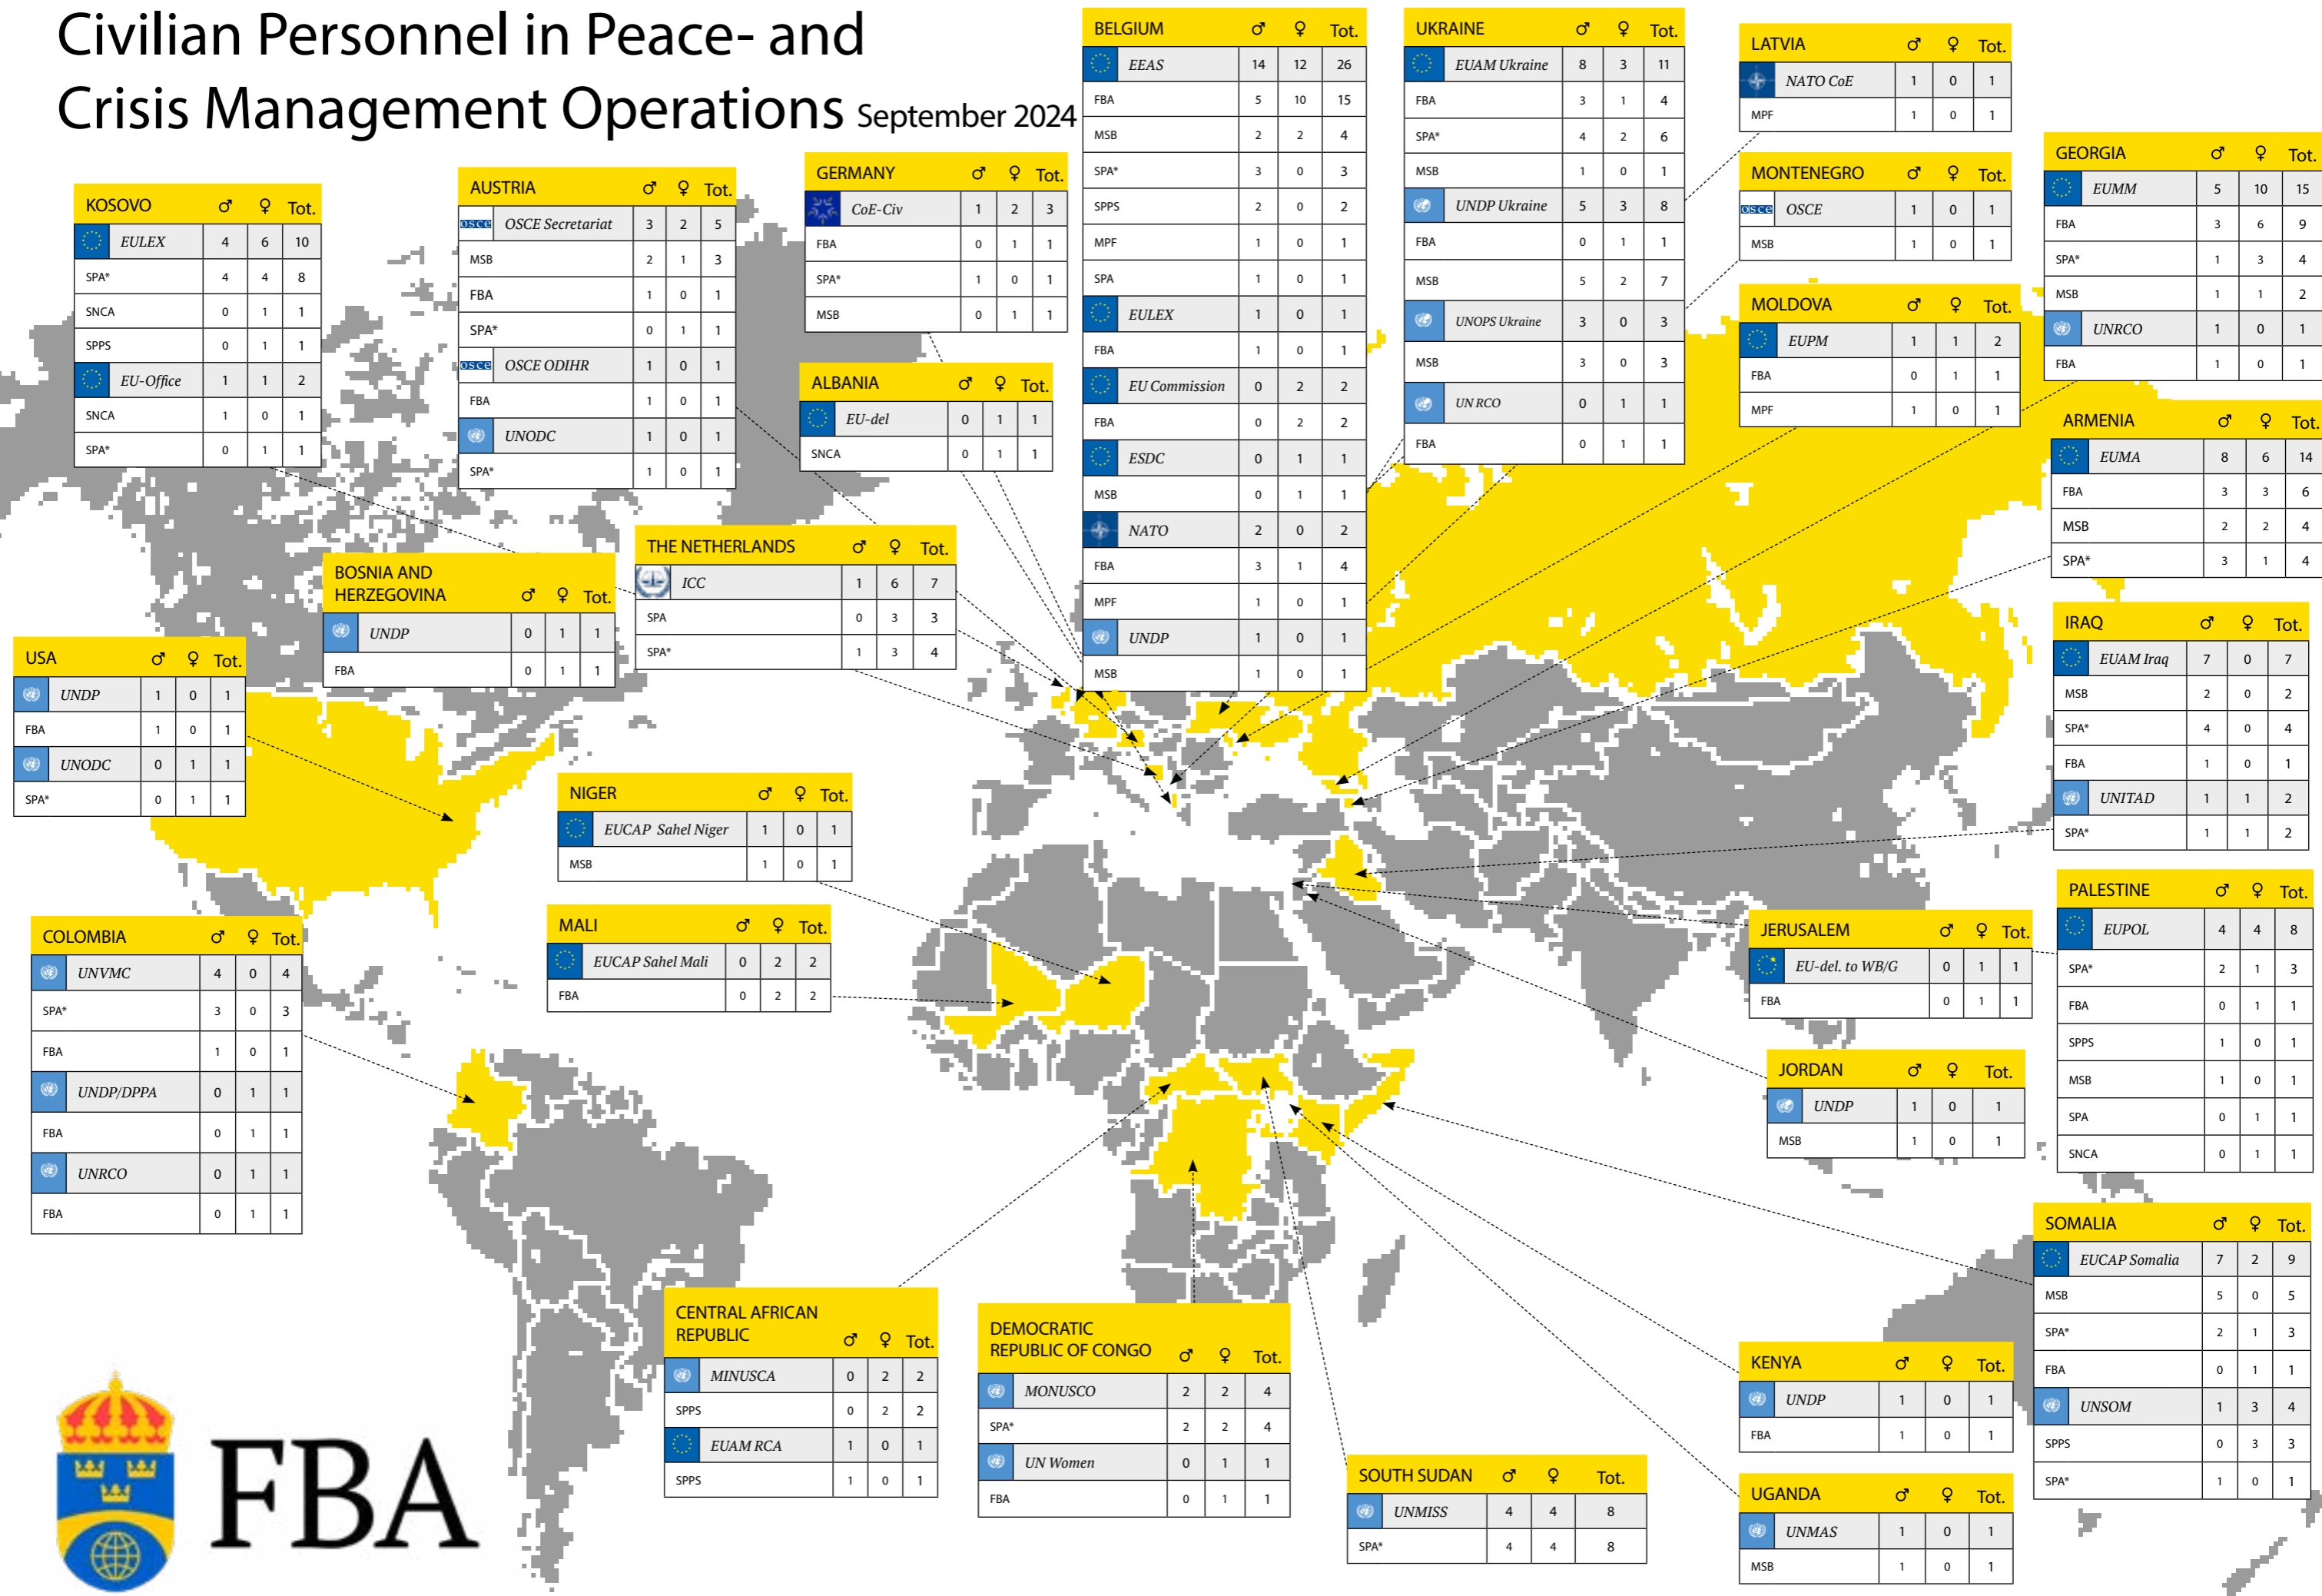 Civilian Personnel in Peace- and
Crisis Management Operations September 2024
KOSOVO ♂ ♀ Tot.
EULEX 4 6 10
SPA* 4 4 8
SNCA 0 1 1
SPPS 0 1 1
EU-Office 1 1 2
SNCA 1 0 1
SPA* 0 1 1
AUSTRIA ♂ ♀ Tot.
osce OSCE Secretariat 3 2 5
MSB 2 1 3
FBA 1 0 1
SPA* 0 1 1
osce OSCE ODIHR 1 0 1
FBA 1 0 1
UNODC 1 0 1
SPA* 1 0 1
GERMANY ♂ ♀ Tot.
CoE-Civ 1 2 3
FBA 0 1 1
SPA* 1 0 1
MSB 0 1 1
ALBANIA ♂ ♀ Tot.
EU-del 0 1 1
SNCA 0 1 1
BELGIUM ♂ ♀ Tot.
EEAS 14 12 26
FBA 5 10 15
MSB 2 2 4
SPA* 3 0 3
SPPS 2 0 2
MPF 1 0 1
SPA 1 0 1
EULEX 1 0 1
FBA 1 0 1
EU Commission 0 2 2
FBA 0 2 2
ESDC 0 1 1
MSB 0 1 1
NATO 2 0 2
FBA 3 1 4
MPF 1 0 1
UNDP 1 0 1
MSB 1 0 1
UKRAINE ♂ ♀ Tot.
EUAM Ukraine 8 3 11
FBA 3 1 4
SPA* 4 2 6
MSB 1 0 1
UNDP Ukraine 5 3 8
FBA 0 1 1
MSB 5 2 7
UNOPS Ukraine 3 0 3
MSB 3 0 3
UN RCO 0 1 1
FBA 0 1 1
LATVIA ♂ ♀ Tot.
NATO CoE 1 0 1
MPF 1 0 1
MONTENEGRO ♂ ♀ Tot.
osce OSCE 1 0 1
MSB 1 0 1
MOLDOVA ♂ ♀ Tot.
EUPM 1 1 2
FBA 0 1 1
MPF 1 0 1
GEORGIA ♂ ♀ Tot.
EUMM 5 10 15
FBA 3 6 9
SPA* 1 3 4
MSB 1 1 2
UNRCO 1 0 1
FBA 1 0 1
ARMENIA ♂ ♀ Tot.
EUMA 8 6 14
FBA 3 3 6
MSB 2 2 4
SPA* 3 1 4
BOSNIA AND
HERZEGOVINA ♂ ♀ Tot.
UNDP 0 1 1
FBA 0 1 1
THE NETHERLANDS ♂ ♀ Tot.
ICC 1 6 7
SPA 0 3 3
SPA* 1 3 4
USA ♂ ♀ Tot.
UNDP 1 0 1
FBA 1 0 1
UNODC 0 1 1
SPA* 0 1 1
IRAQ ♂ ♀ Tot.
EUAM Iraq 7 0 7
MSB 2 0 2
SPA* 4 0 4
FBA 1 0 1
UNITAD 1 1 2
SPA* 1 1 2
NIGER ♂ ♀ Tot.
EUCAP Sahel Niger 1 0 1
MSB 1 0 1
MALI ♂ ♀ Tot.
EUCAP Sahel Mali 0 2 2
FBA 0 2 2
COLOMBIA ♂ ♀ Tot.
UNVMC 4 0 4
SPA* 3 0 3
FBA 1 0 1
UNDP/DPPA 0 1 1
FBA 0 1 1
UNRCO 0 1 1
FBA 0 1 1
JERUSALEM ♂ ♀ Tot.
EU-del. to WB/G 0 1 1
FBA 0 1 1
PALESTINE ♂ ♀ Tot.
EUPOL 4 4 8
SPA* 2 1 3
FBA 0 1 1
SPPS 1 0 1
MSB 1 0 1
SPA 0 1 1
SNCA 0 1 1
JORDAN ♂ ♀ Tot.
UNDP 1 0 1
MSB 1 0 1
SOMALIA ♂ ♀ Tot.
EUCAP Somalia 7 2 9
MSB 5 0 5
SPA* 2 1 3
FBA 0 1 1
UNSOM 1 3 4
SPPS 0 3 3
SPA* 1 0 1
CENTRAL AFRICAN
REPUBLIC ♂ ♀ Tot.
MINUSCA 0 2 2
SPPS 0 2 2
EUAM RCA 1 0 1
SPPS 1 0 1
DEMOCRATIC
REPUBLIC OF CONGO ♂ ♀ Tot.
MONUSCO 2 2 4
SPA* 2 2 4
UN Women 0 1 1
FBA 0 1 1
SOUTH SUDAN ♂ ♀ Tot.
UNMISS 4 4 8
SPA* 4 4 8
KENYA ♂ ♀ Tot.
UNDP 1 0 1
FBA 1 0 1
UGANDA ♂ ♀ Tot.
UNMAS 1 0 1
MSB 1 0 1
FBA